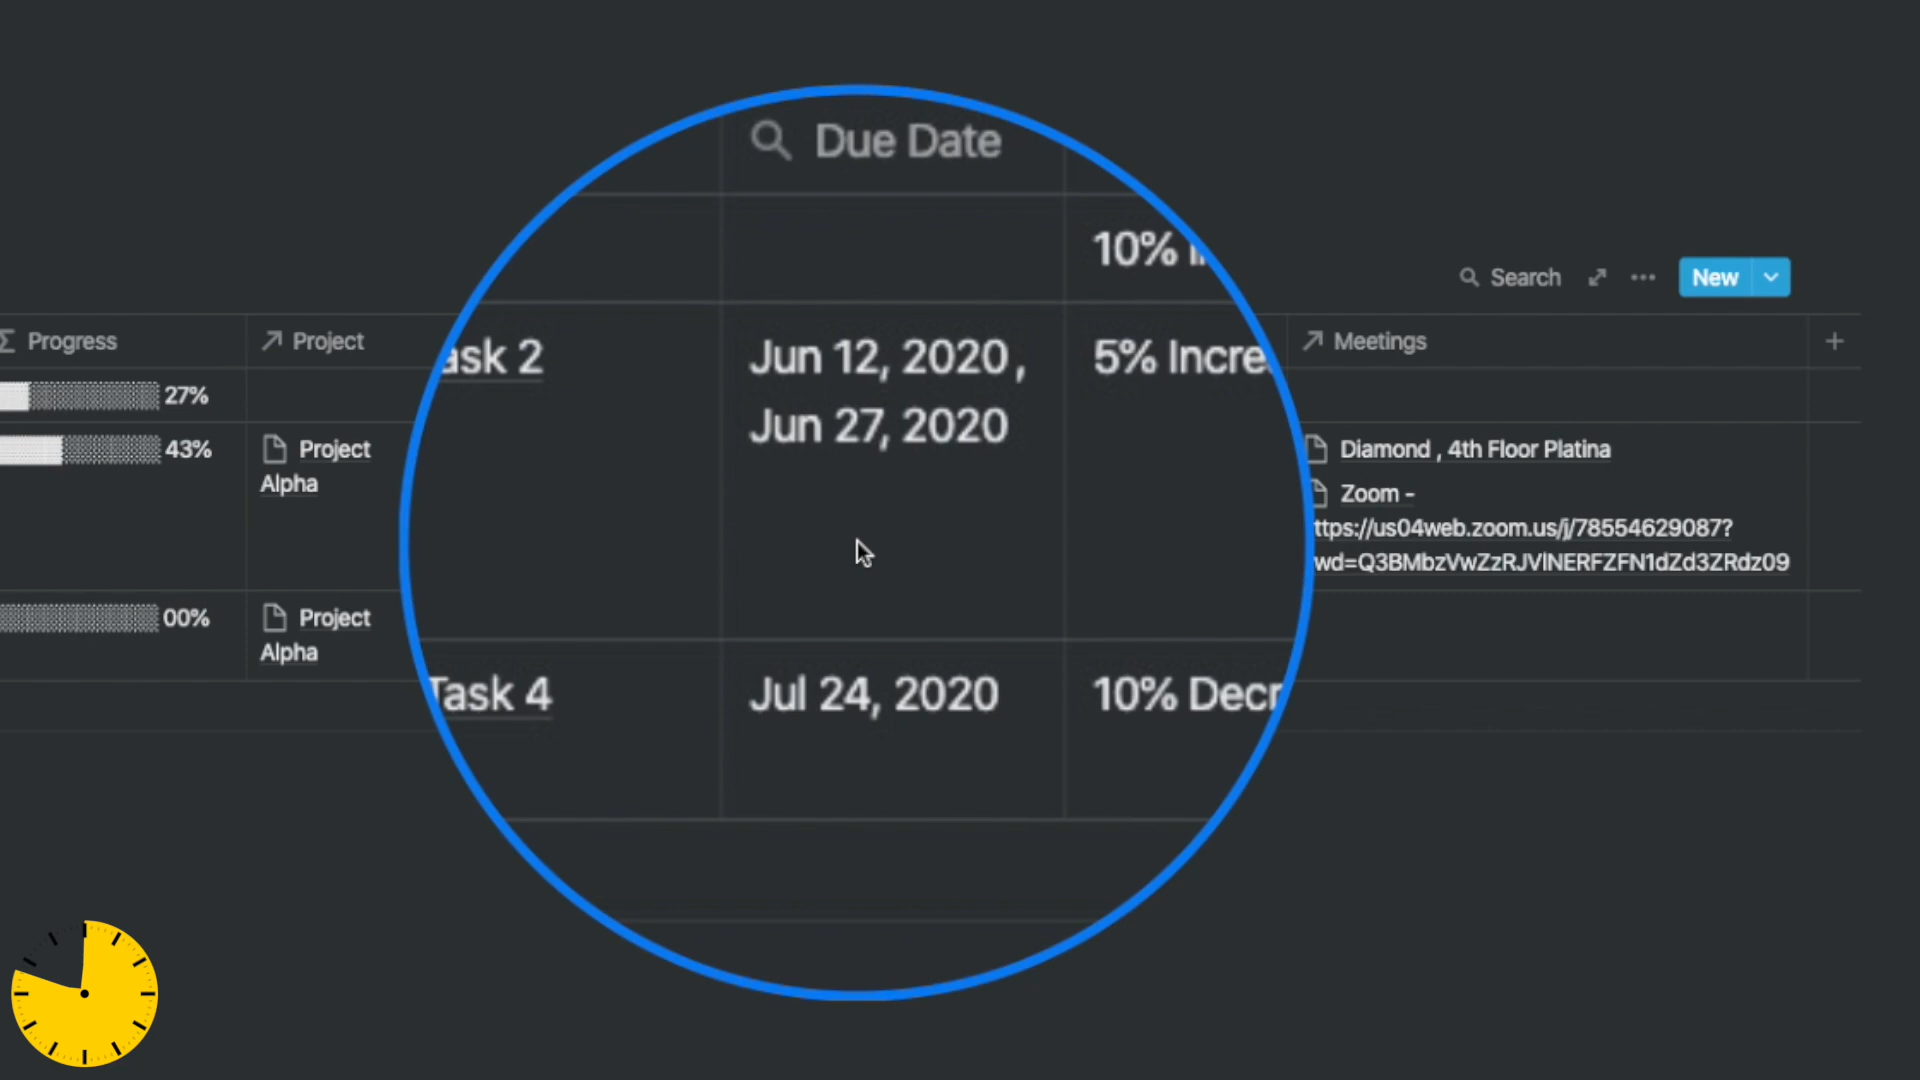 Due Date
10%
Search
New
Progress
Project
Meetings
ask 2
Jun 12, 2020 ,
5% Incre
27%
Jun 27, 2020
43%
Project
Alpha
Diamond , 4th Floor Platina
Zoom -
ttps://us04web.zoom.us/j/78554629087?
wd=Q3BMbzVwZzRJVlNERFZFN1dZd3ZRdz09
00%
Project
Alpha
Task 4
Jul 24, 2020
10% Decr